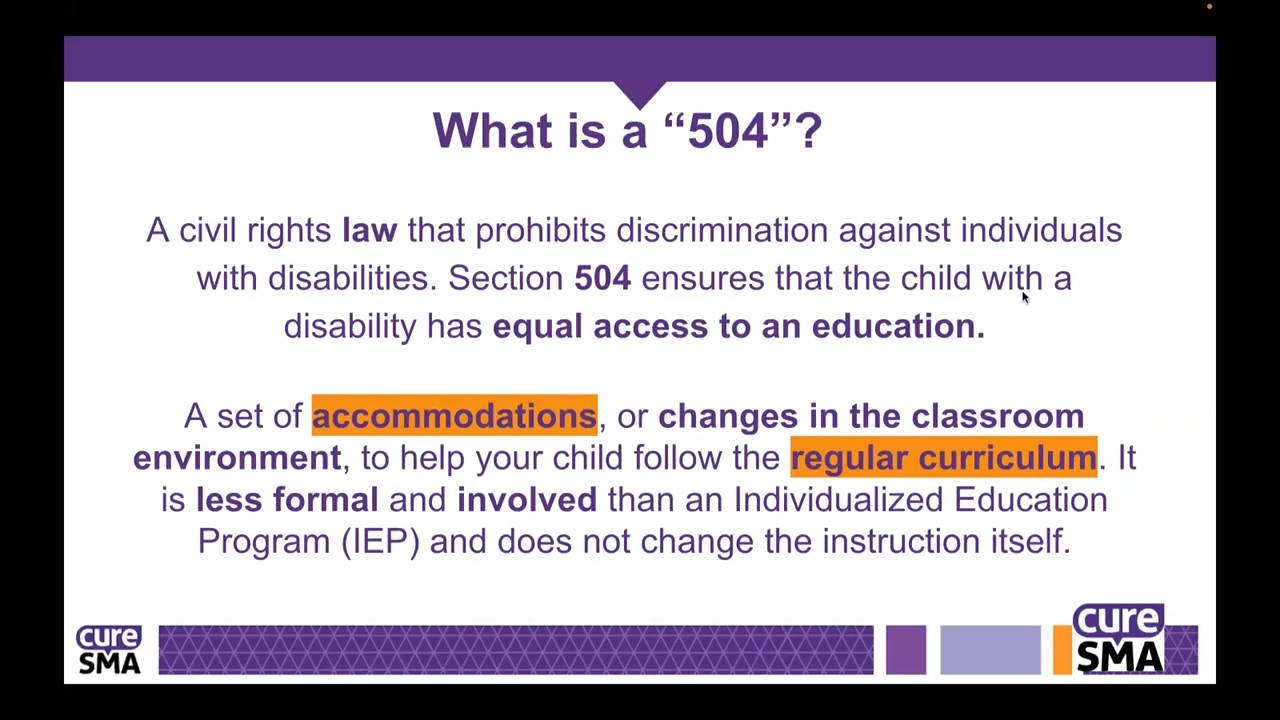 What is a “504”?
A civil rights law that prohibits discrimination against individuals
with disabilities. Section 504 ensures that the child with a
disability has equal access to an education.
A set of accommodations, or changes in the classroom
environment, to help your child follow the regular curriculum. It
is less formal and involved than an Individualized Education
Program (IEP) and does not change the instruction itself.
cure
SMA
cure
SMA